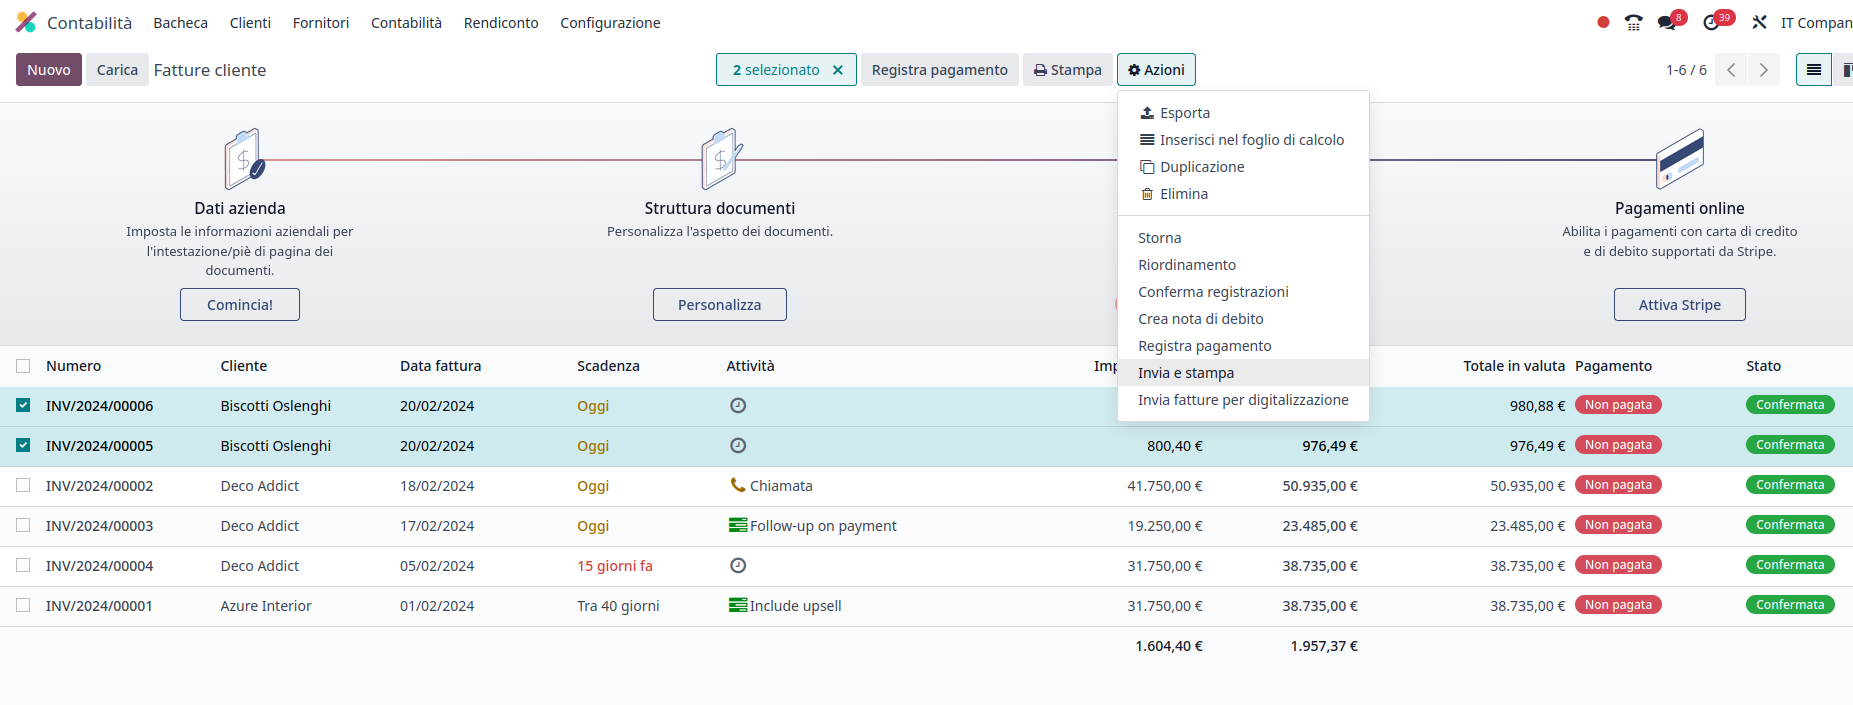 Contabilità Bacheca Clienti Fornitori Contabilità Rendiconto Configurazione 8 39 IT Compan
Nuovo Carica Fatture cliente 2 selezionato Registra pagamento Stampa Azioni 1-6 / 6
Esporta
Inserisci nel foglio di calcolo
Duplicazione
Elimina
Storna
Riordinamento
Conferma registrazioni
Crea nota di debito
Registra pagamento
Invia e stampa
Invia fatture per digitalizzazione
Dati azienda
Imposta le informazioni aziendali per
l'intestazione/piè di pagina dei
documenti.
Comincia!
Struttura documenti
Personalizza l'aspetto dei documenti.
Personalizza
Pagamenti online
Abilita i pagamenti con carta di credito
e di debito supportati da Stripe.
Attiva Stripe
Numero Cliente Data fattura Scadenza Attività Imp Totale in valuta Pagamento Stato
INV/2024/00006 Biscotti Oslenghi 20/02/2024 Oggi 980,88 € Non pagata Confermata
INV/2024/00005 Biscotti Oslenghi 20/02/2024 Oggi 800,40 € 976,49 € 976,49 € Non pagata Confermata
INV/2024/00002 Deco Addict 18/02/2024 Oggi Chiamata 41.750,00 € 50.935,00 € 50.935,00 € Non pagata Confermata
INV/2024/00003 Deco Addict 17/02/2024 Oggi Follow-up on payment 19.250,00 € 23.485,00 € 23.485,00 € Non pagata Confermata
INV/2024/00004 Deco Addict 05/02/2024 15 giorni fa 31.750,00 € 38.735,00 € 38.735,00 € Non pagata Confermata
INV/2024/00001 Azure Interior 01/02/2024 Tra 40 giorni Include upsell 31.750,00 € 38.735,00 € 38.735,00 € Non pagata Confermata
1.604,40 € 1.957,37 €